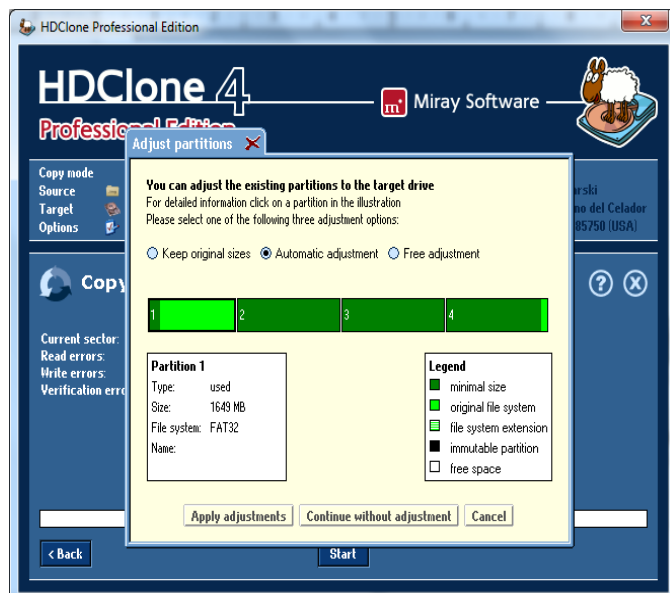 HDClone Professional Edition
HDClone 4
Miray Software
Professional Edition
Adjust partitions
Copy mode
Source
Target
Options
arski
no del Celador
85750 (USA)
You can adjust the existing partitions to the target drive
For detailed information click on a partition in the illustration
Please select one of the following three adjustment options:
Keep original sizes Automatic adjustment Free adjustment
Copy
1 2 3 4
Current sector:
Read errors:
Write errors:
Verification erro
Partition 1
Type: used
Size: 1649 MB
File system: FAT32
Name:
Legend
minimal size
original file system
file system extension
immutable partition
free space
Apply adjustments Continue without adjustment Cancel
< Back Start